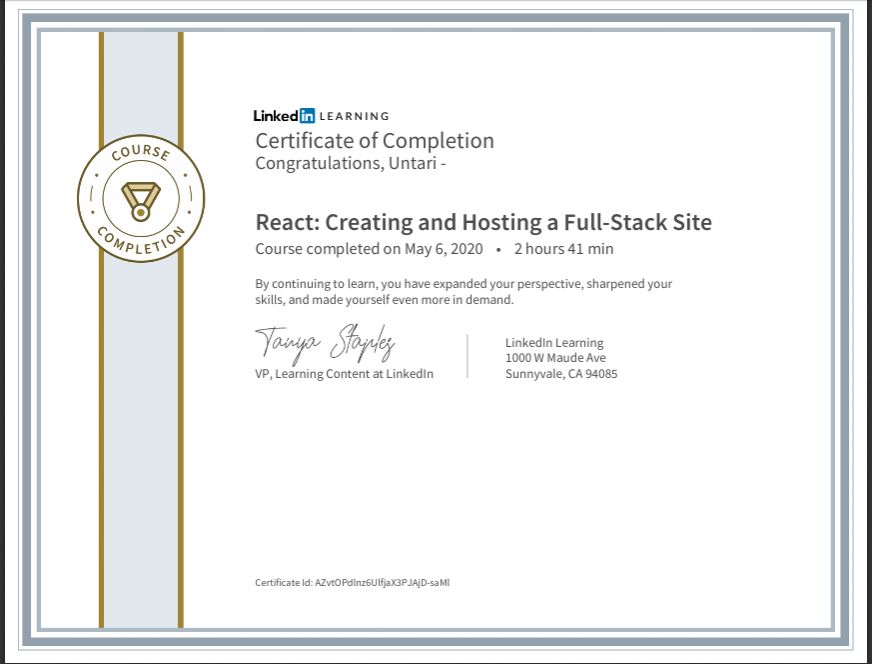 COURSE
COMPLETION
Linked in LEARNING
Certificate of Completion
Congratulations, Untari -
React: Creating and Hosting a Full-Stack Site
Course completed on May 6, 2020 • 2 hours 41 min
By continuing to learn, you have expanded your perspective, sharpened your
skills, and made yourself even more in demand.
Tanya Staples
VP, Learning Content at LinkedIn
LinkedIn Learning
1000 W Maude Ave
Sunnyvale, CA 94085
Certificate Id: